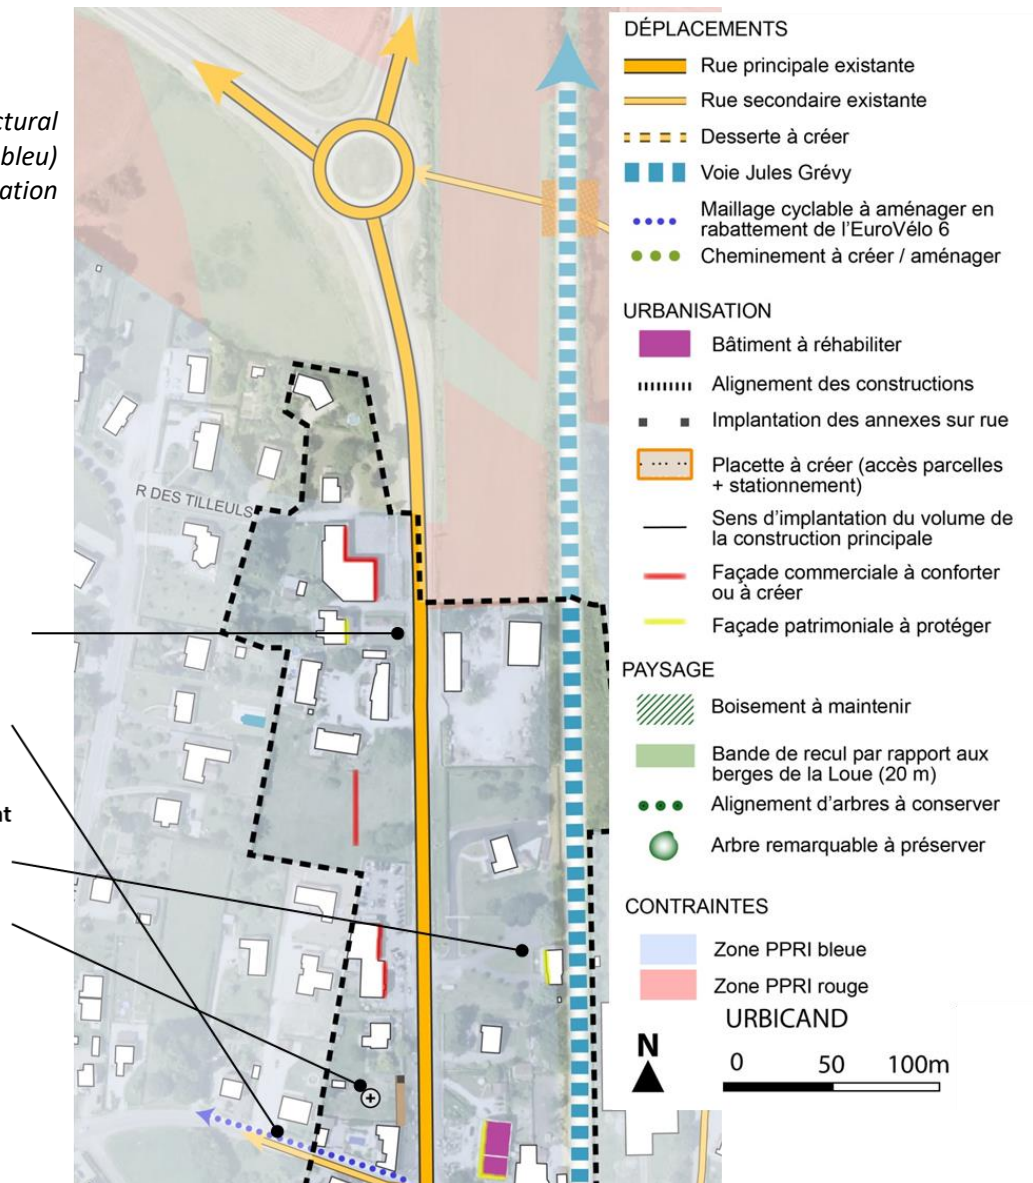 ctural
bleu)
ation
nt
R DES TILLEULS
DÉPLACEMENTS
Rue principale existante
Rue secondaire existante
Desserte à créer
Voie Jules Grévy
Maillage cyclable à aménager en
rabattement de l'EuroVélo 6
Cheminement à créer / aménager
URBANISATION
Bâtiment à réhabiliter
Alignement des constructions
Implantation des annexes sur rue
Placette à créer (accès parcelles
+ stationnement)
Sens d'implantation du volume de
la construction principale
Façade commerciale à conforter
ou à créer
Façade patrimoniale à protéger
PAYSAGE
Boisement à maintenir
Bande de recul par rapport aux
berges de la Loue (20 m)
Alignement d'arbres à conserver
Arbre remarquable à préserver
CONTRAINTES
Zone PPRI bleue
Zone PPRI rouge
URBICAND
N
0 50 100m